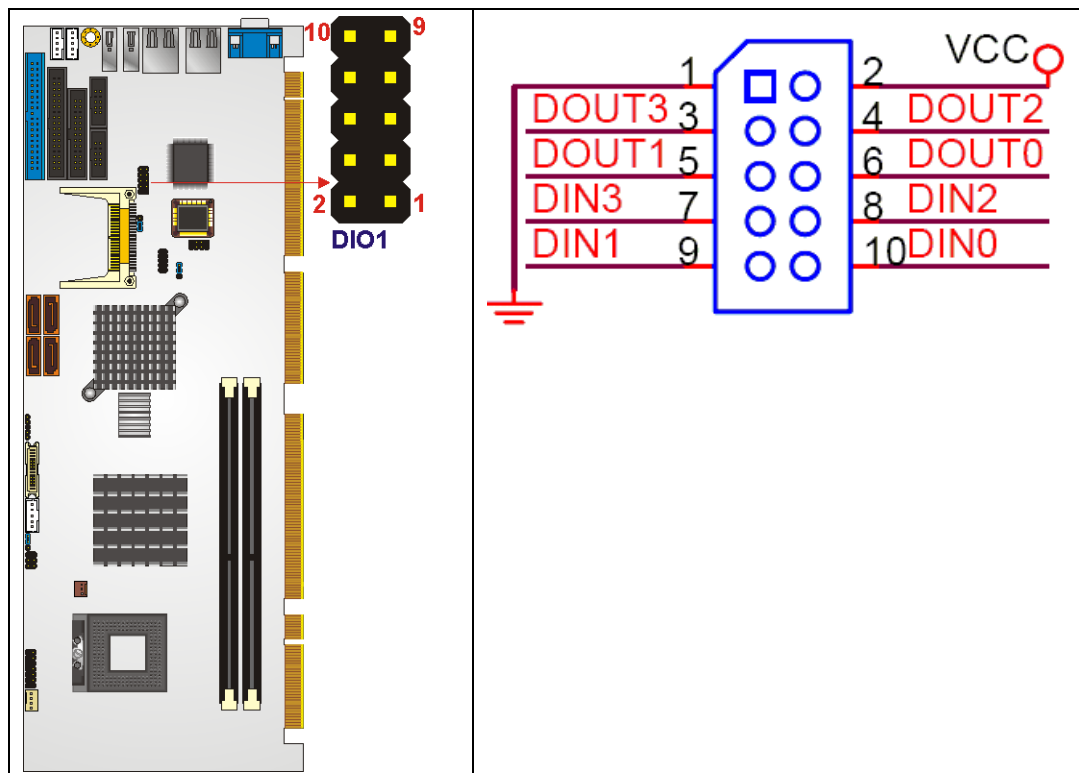 10 9
2 1
DIO1
VCC
1 2
DOUT3 3 4 DOUT2
DOUT1 5 6 DOUT0
DIN3 7 8 DIN2
DIN1 9 10 DIN0